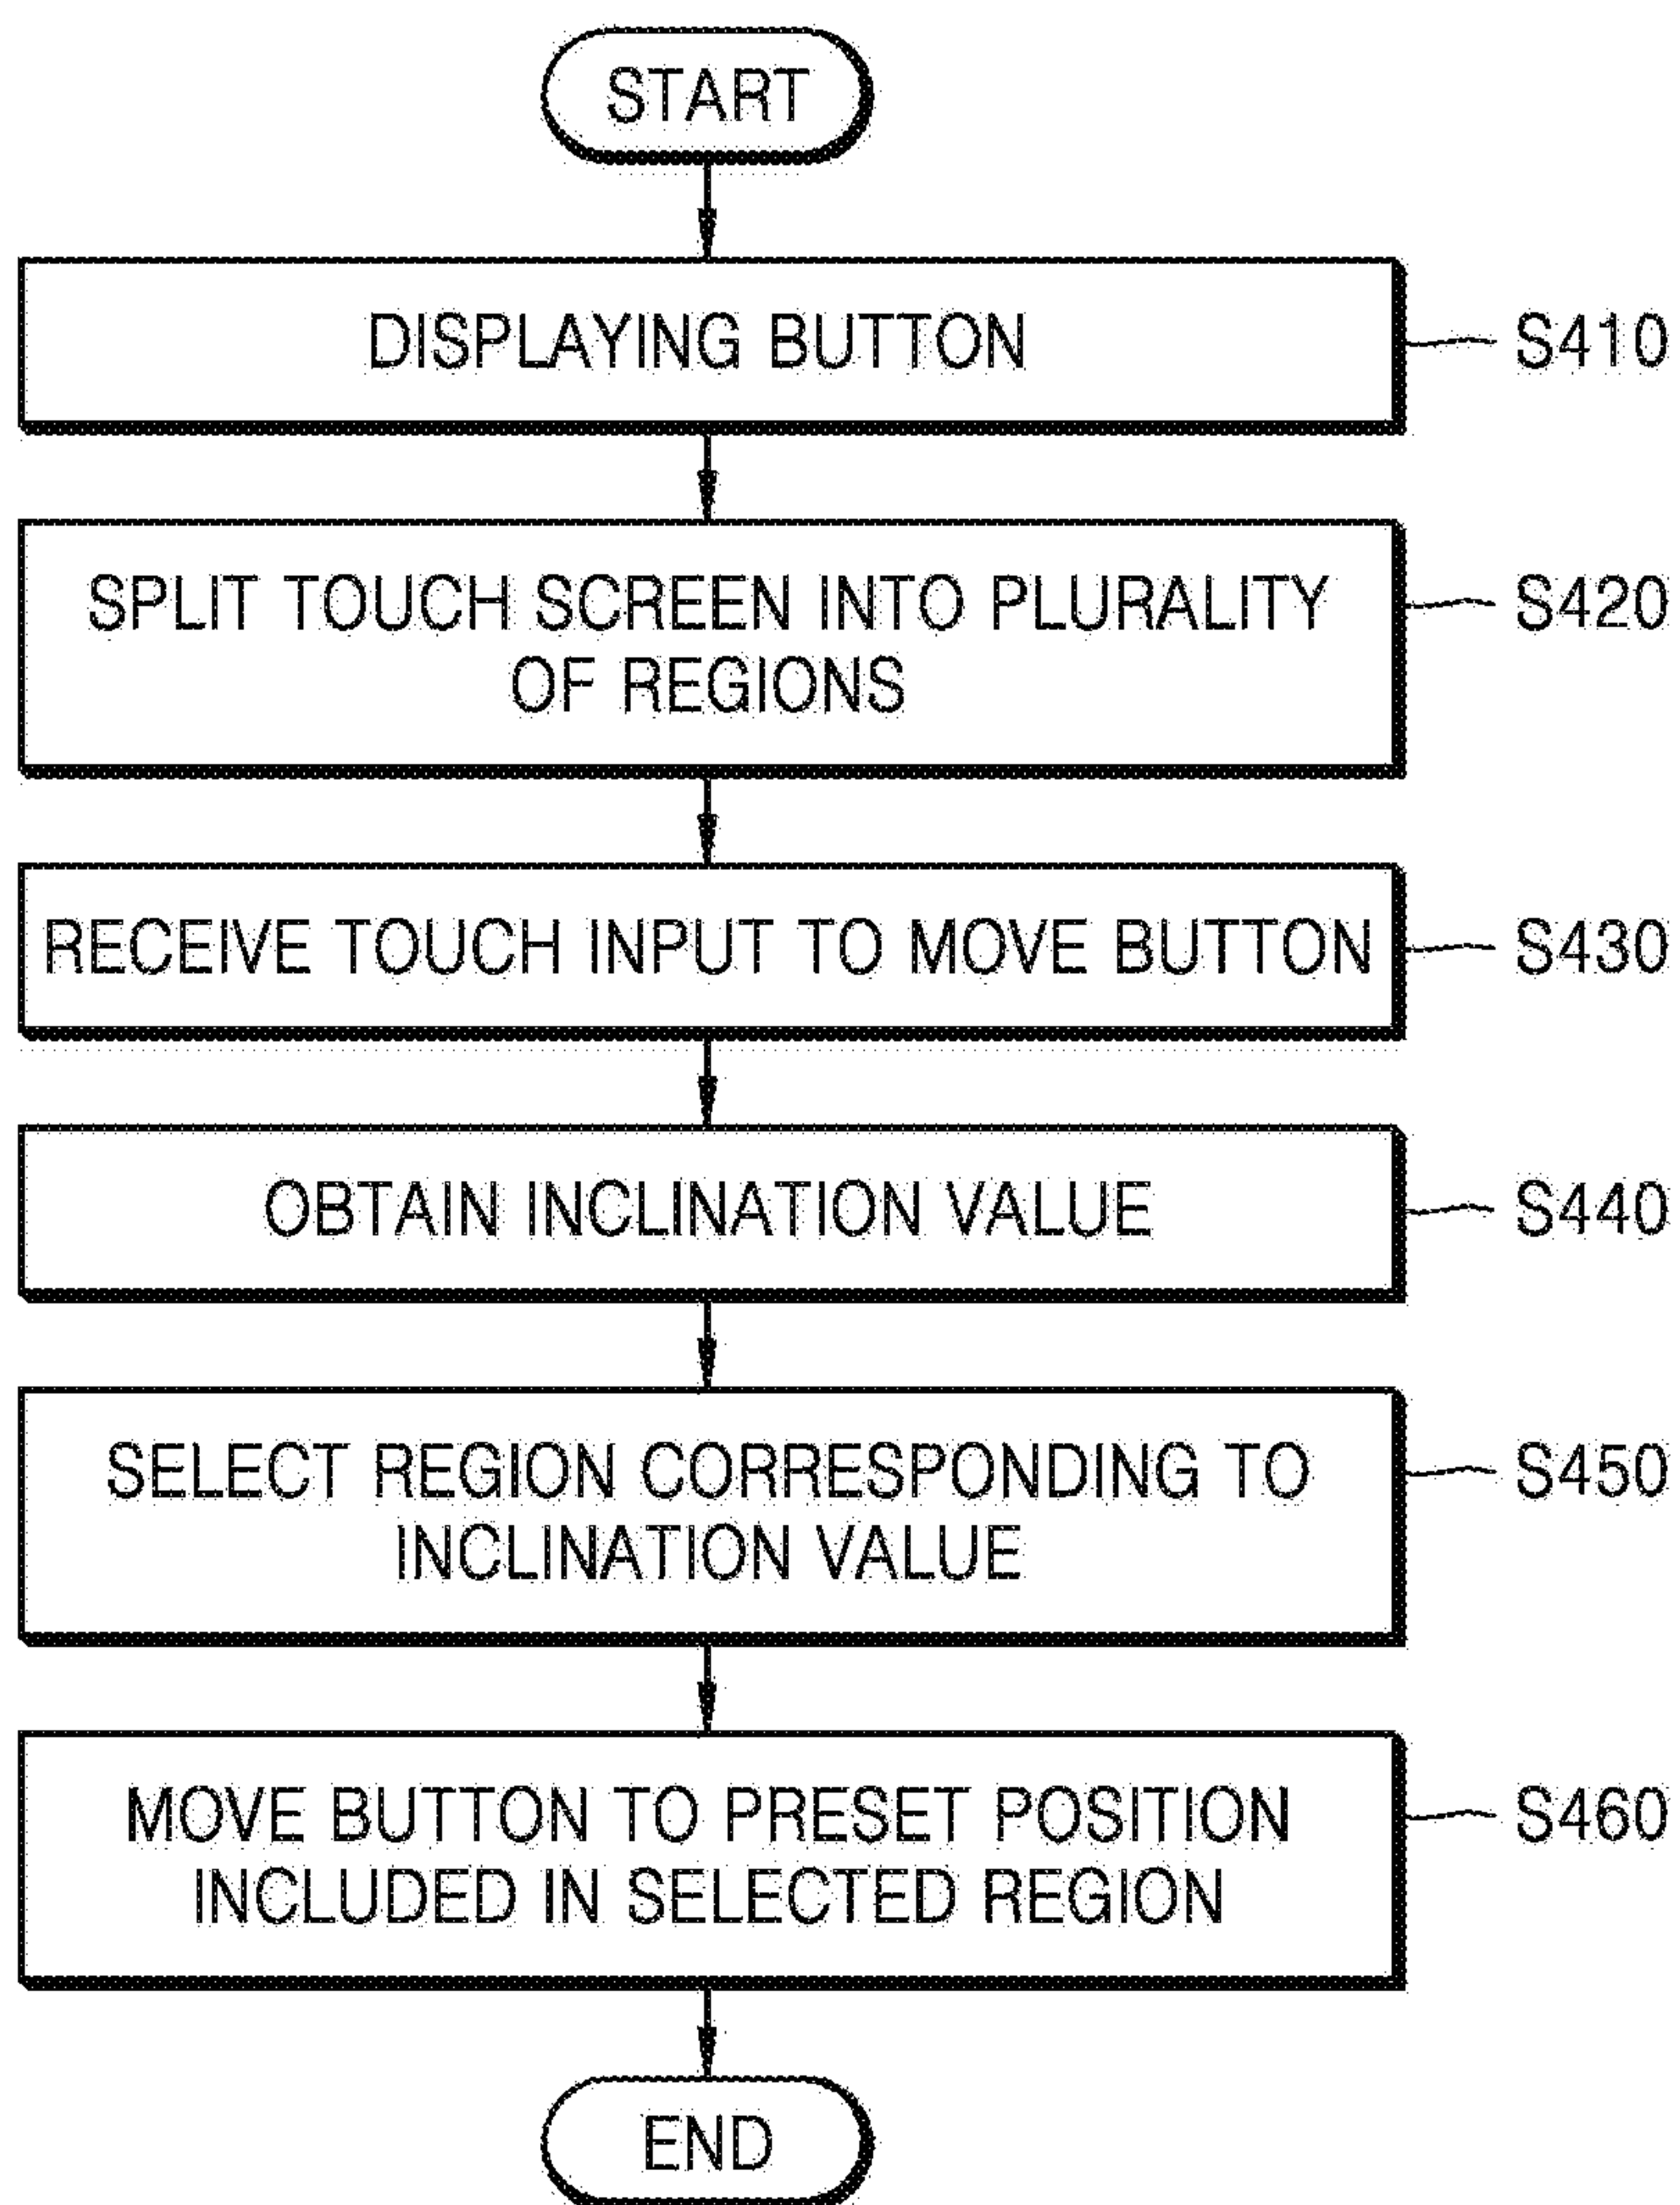 START
DISPLAYING BUTTON
S410
SPLIT TOUCH SCREEN INTO PLURALITY
OF REGIONS
S420
RECEIVE TOUCH INPUT TO MOVE BUTTON
S430
OBTAIN INCLINATION VALUE
S440
SELECT REGION CORRESPONDING TO
INCLINATION VALUE
S450
MOVE BUTTON TO PRESET POSITION
INCLUDED IN SELECTED REGION
S460
END